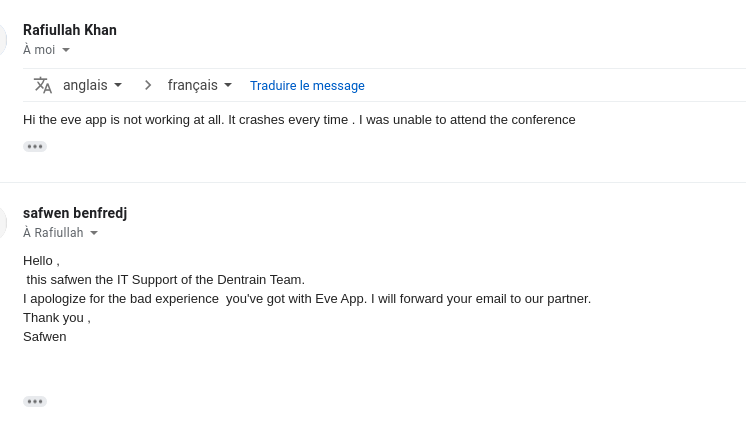 Rafiullah Khan
À moi
anglais > français Traduire le message
Hi the eve app is not working at all. It crashes every time . I was unable to attend the conference
safwen benfredj
À Rafiullah
Hello ,
this safwen the IT Support of the Dentrain Team.
I apologize for the bad experience  you've got with Eve App. I will forward your email to our partner.
Thank you ,
Safwen